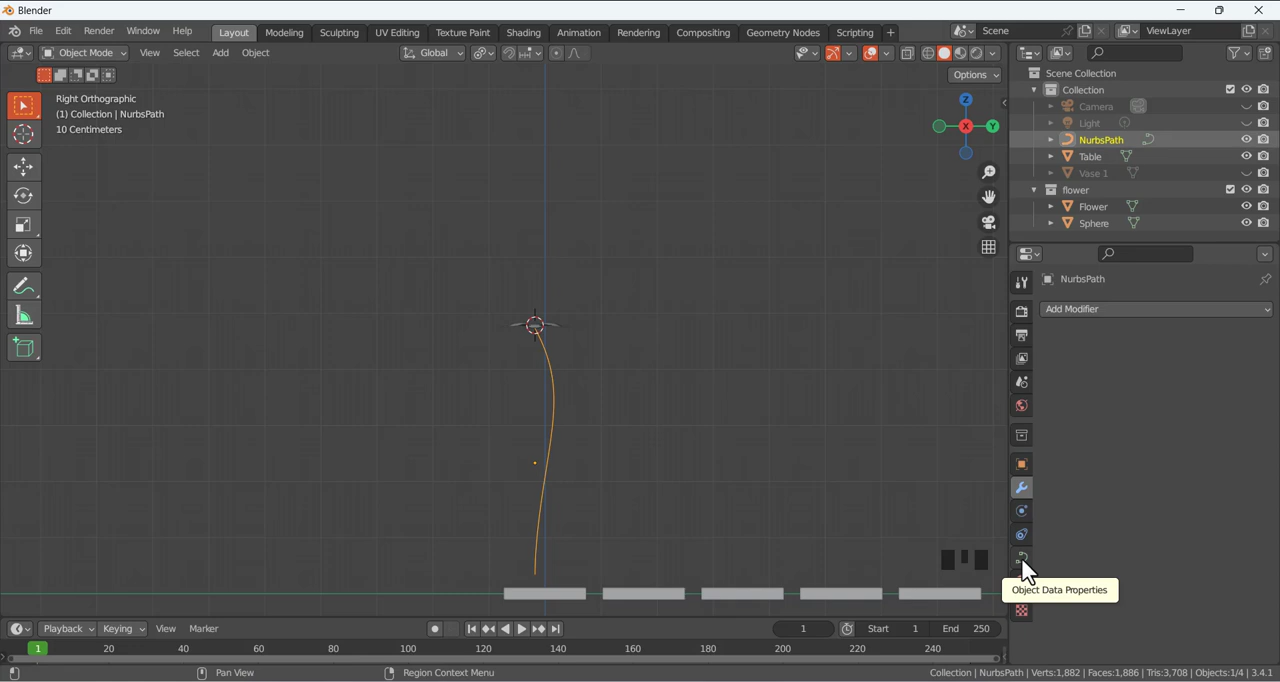 Blender
File Edit Render Window Help Layout Modeling Sculpting UV Editing Texture Paint Shading Animation Rendering Compositing Geometry Nodes Scripting + Scene ViewLayer
Object Mode View Select Add Object Global
Options
Right Orthographic
(1) Collection | NurbsPath
10 Centimeters
Z
X
Y
Scene Collection
Collection
Camera
Light
NurbsPath
Table
Vase 1
flower
Flower
Sphere
NurbsPath
Add Modifier
Object Data Properties
Playback Keying View Marker 1 Start 1 End 250
1 20 40 60 80 100 120 140 160 180 200 220 240
Pan View Region Context Menu Collection | NurbsPath | Verts:1,882 | Faces:1,886 | Tris:3,708 | Objects:1/4 | 3.4.1